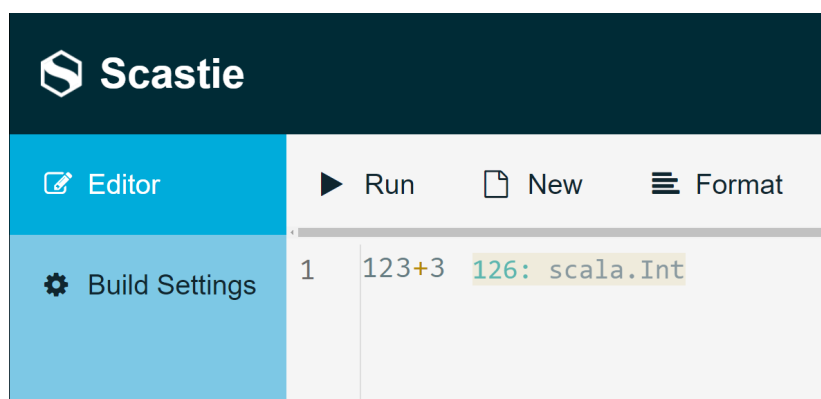 Scastie
Editor
Run
New
Format
Build Settings
1
123+3 126: scala.Int